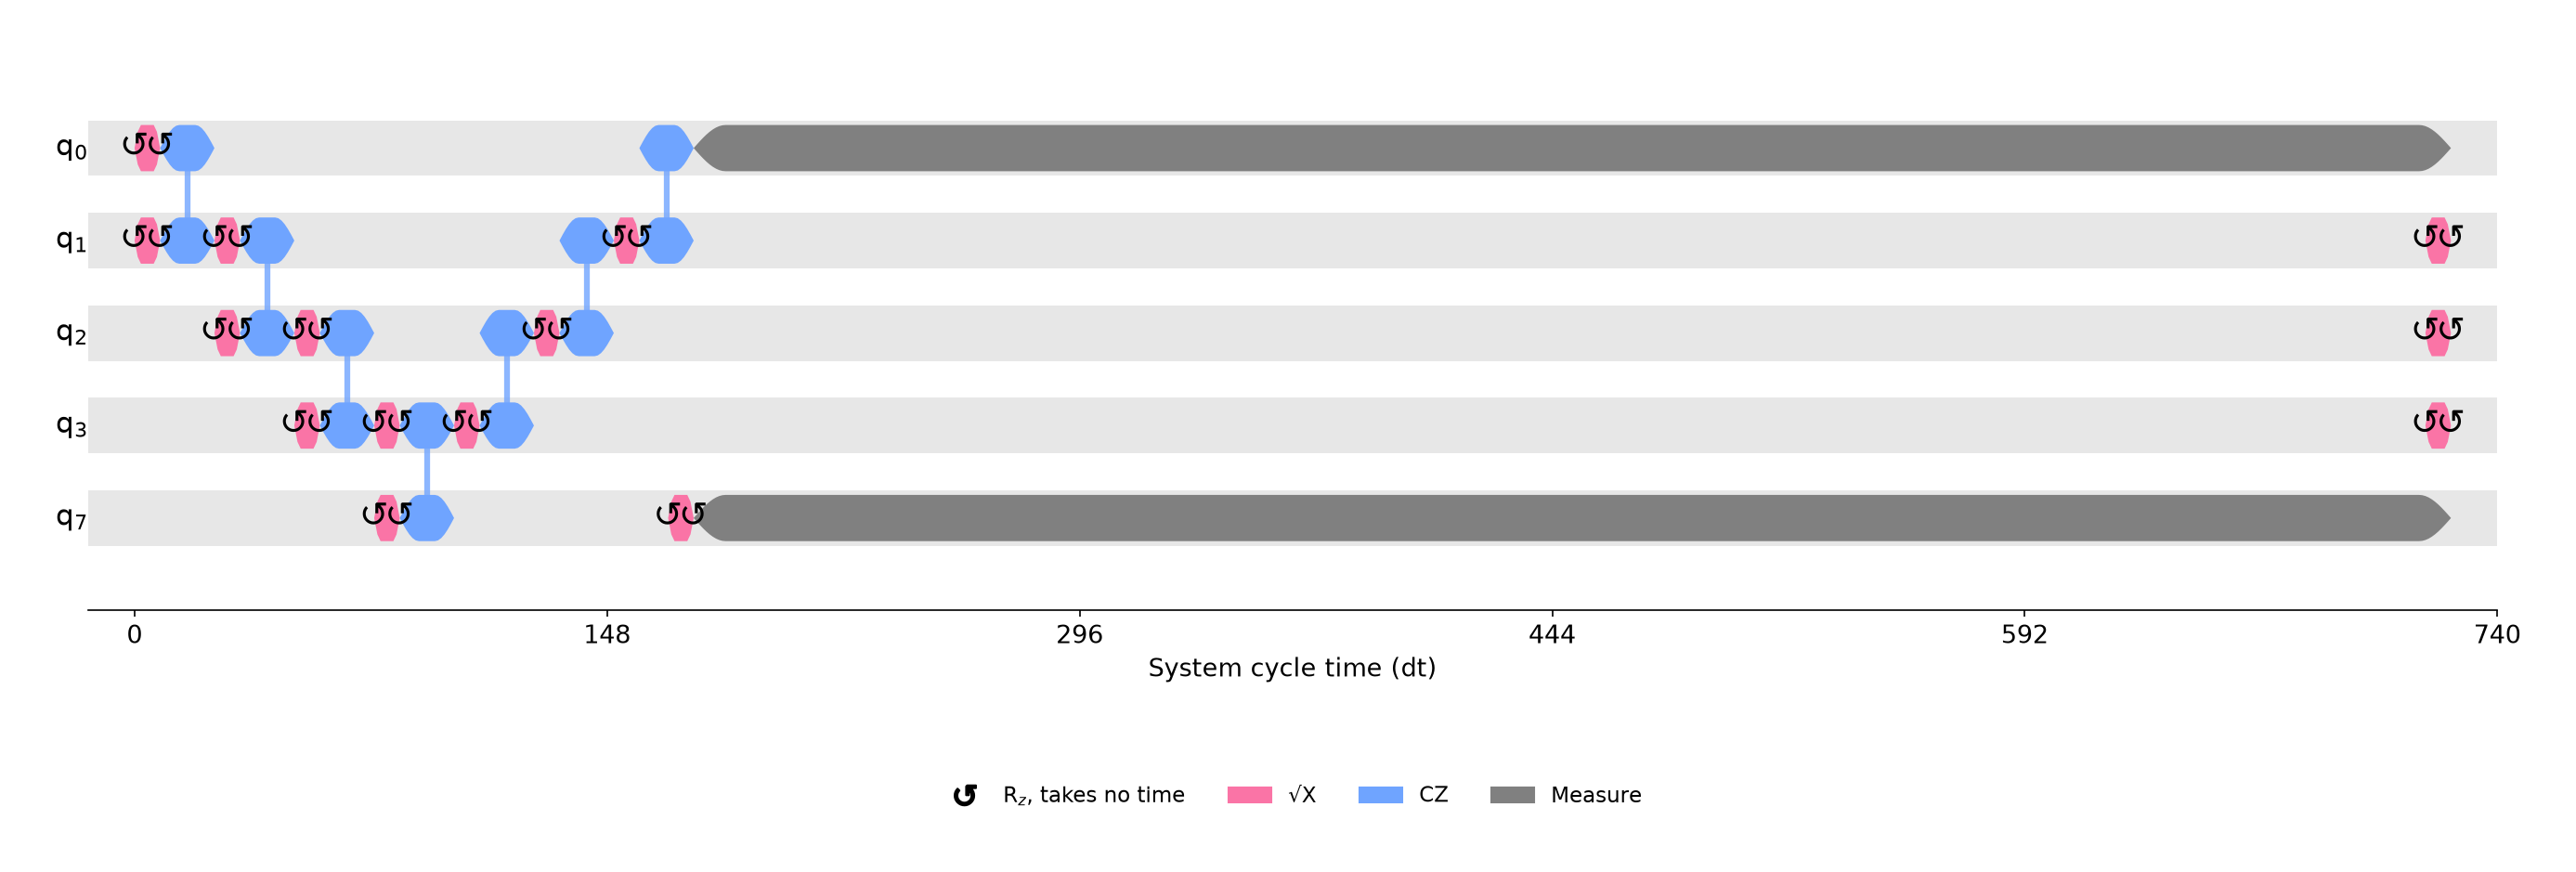 q₀
q₁
q₂
q₃
q₇
0 148 296 444 592 740
System cycle time (dt)
R_z, takes no time √X CZ Measure